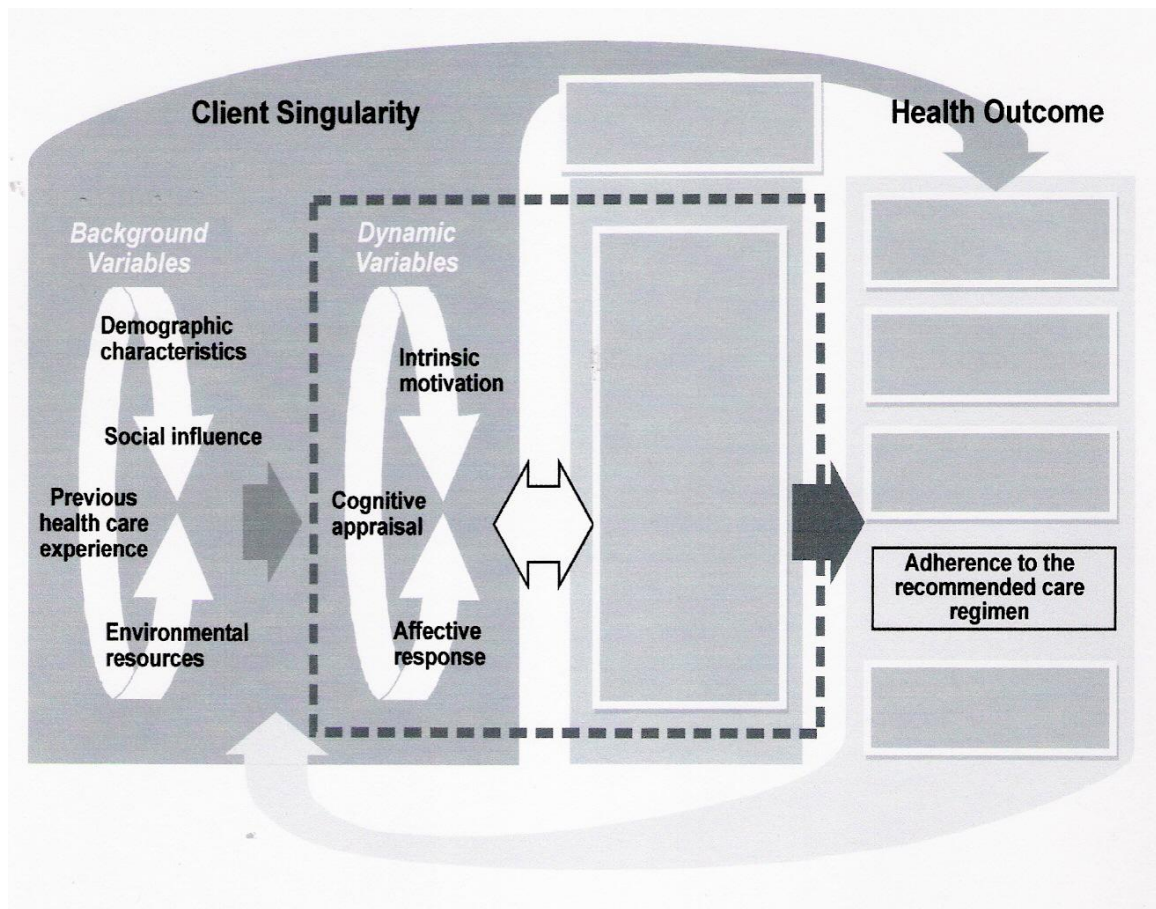 Client Singularity
Health Outcome
Background
Variables
Dynamic
Variables
Demographic
characteristics
Social influence
Previous
health care
experience
Environmental
resources
Intrinsic
motivation
Cognitive
appraisal
Affective
response
Adherence to the
recommended care
regimen